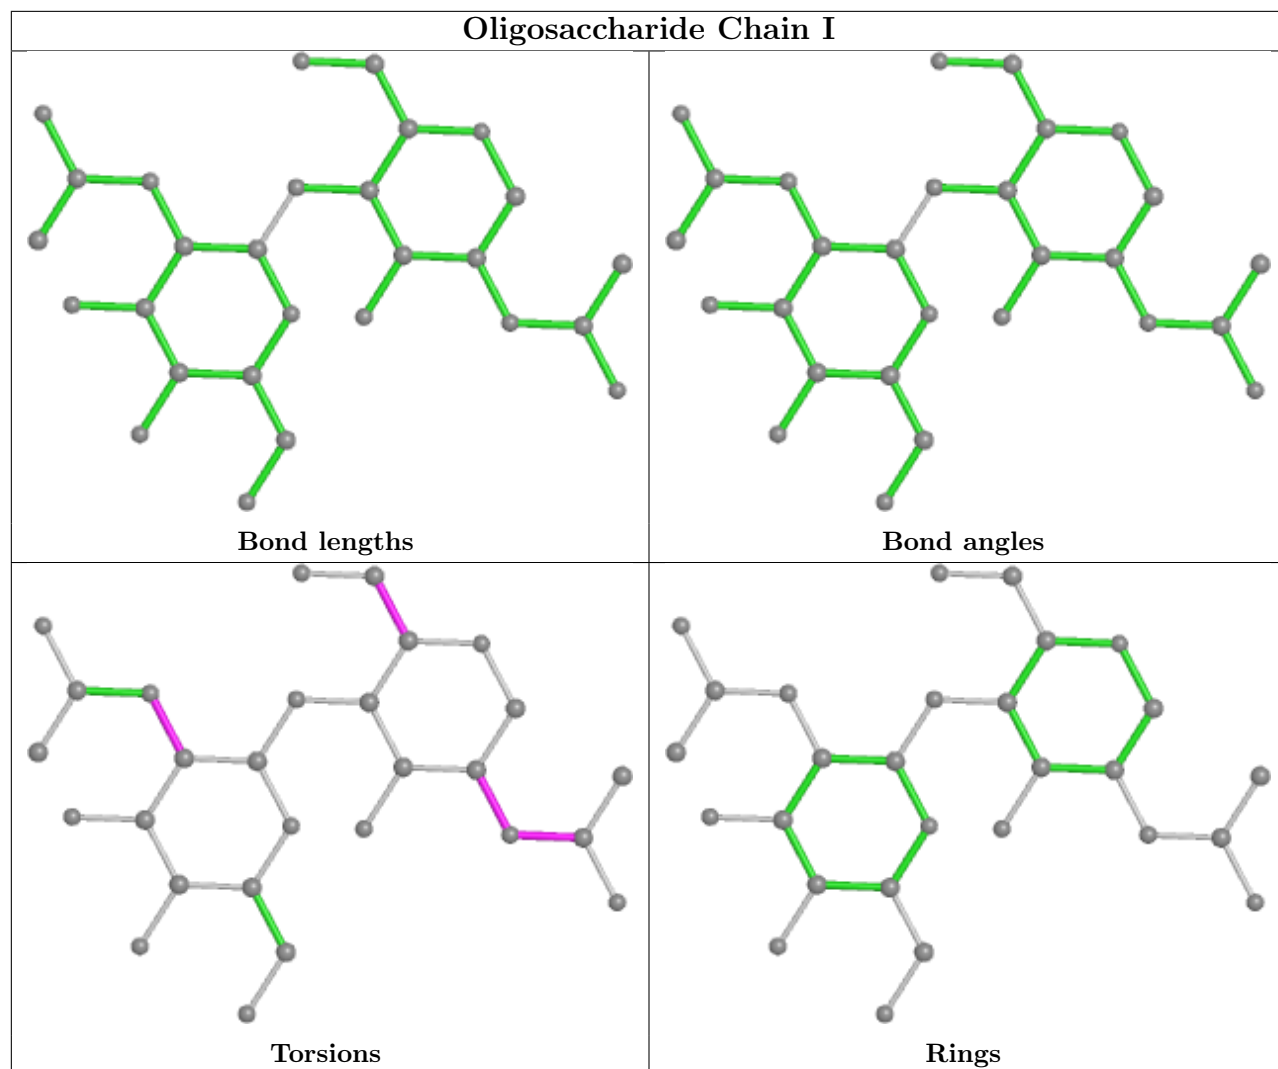 Oligosaccharide Chain I
Bond lengths
Bond angles
Torsions
Rings